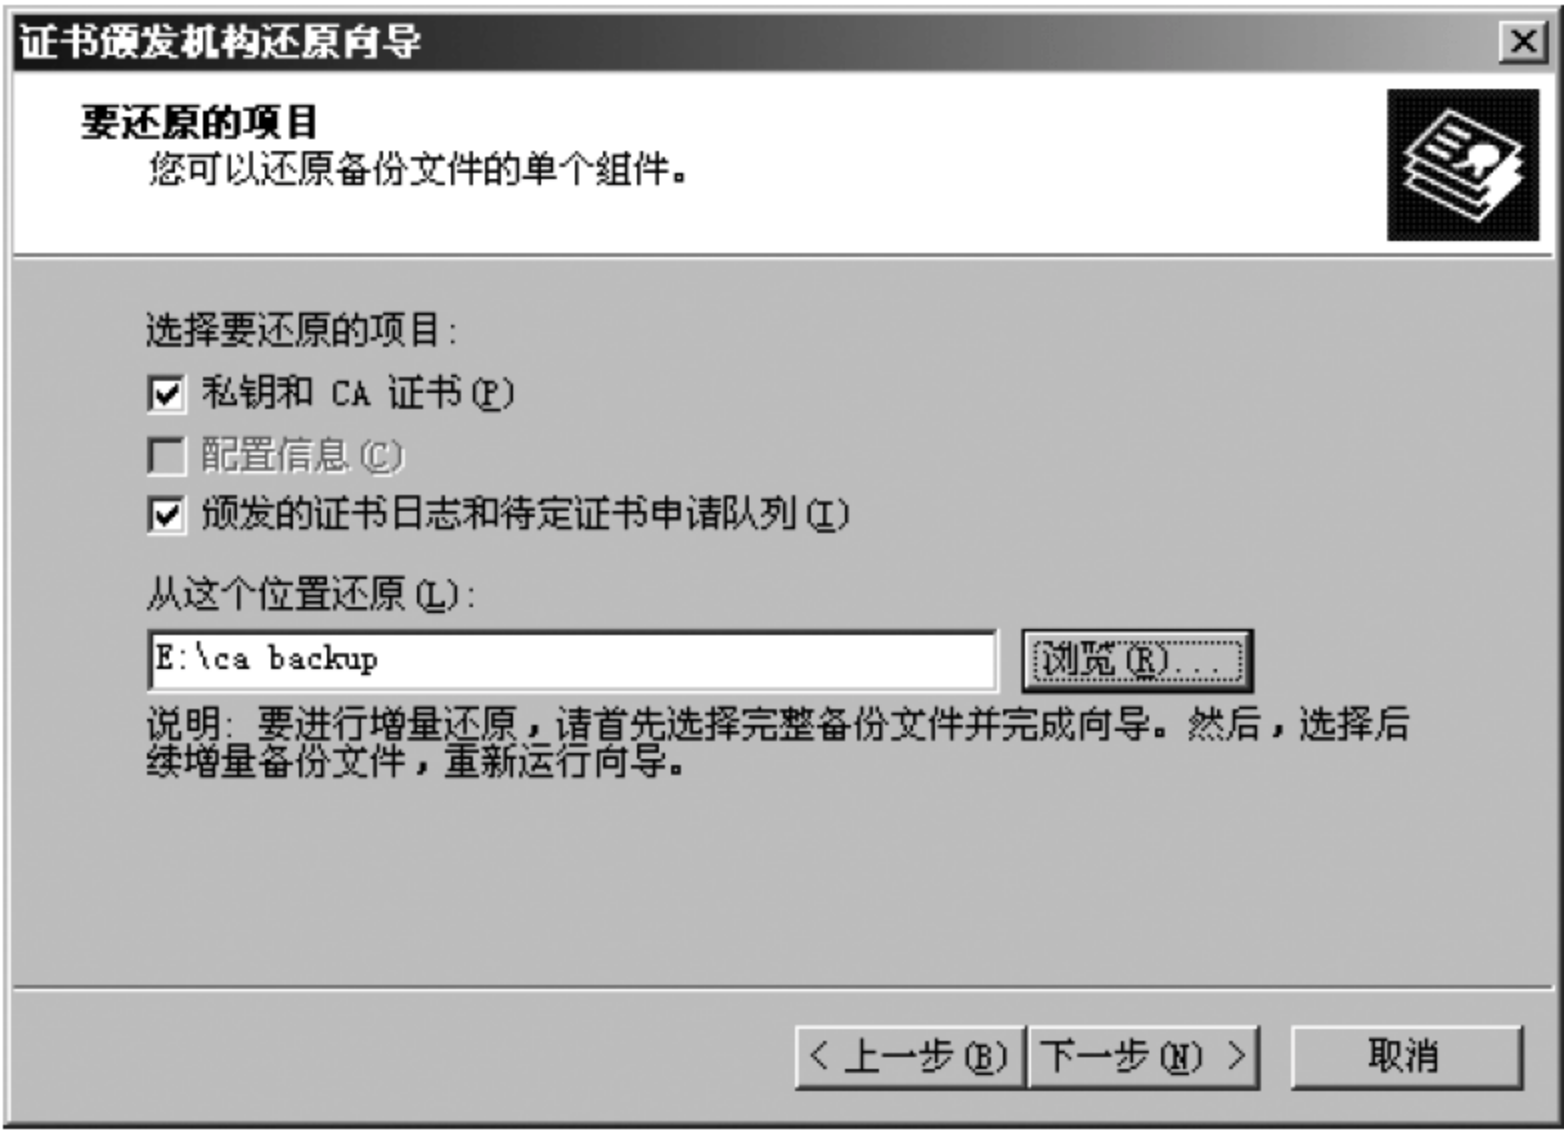 证书颁发机构还原向导
要还原的项目
您可以还原备份文件的单个组件。
选择要还原的项目:
私钥和 CA 证书(P)
配置信息(C)
颁发的证书日志和待定证书申请队列(I)
从这个位置还原(L):
E:\ca backup
浏览(R)...
说明: 要进行增量还原，请首先选择完整备份文件并完成向导。然后，选择后
续增量备份文件，重新运行向导。
< 上一步(B) 下一步(N) > 取消